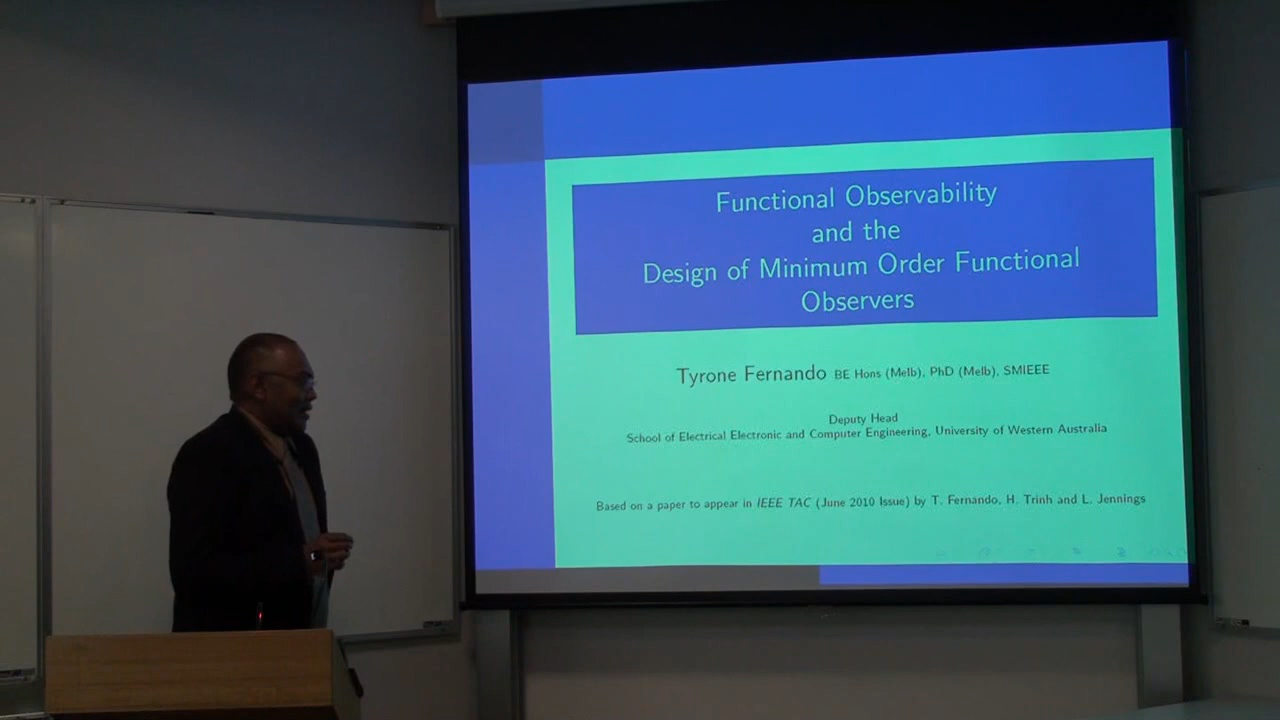 Functional Observability
and the
Design of Minimum Order Functional
Observers
Tyrone Fernando BE Hons (Melb), PhD (Melb), SMIEEE
Deputy Head
School of Electrical Electronic and Computer Engineering, University of Western Australia
Based on a paper to appear in IEEE TAC (June 2010 Issue) by T. Fernando, H. Trinh and L. Jennings